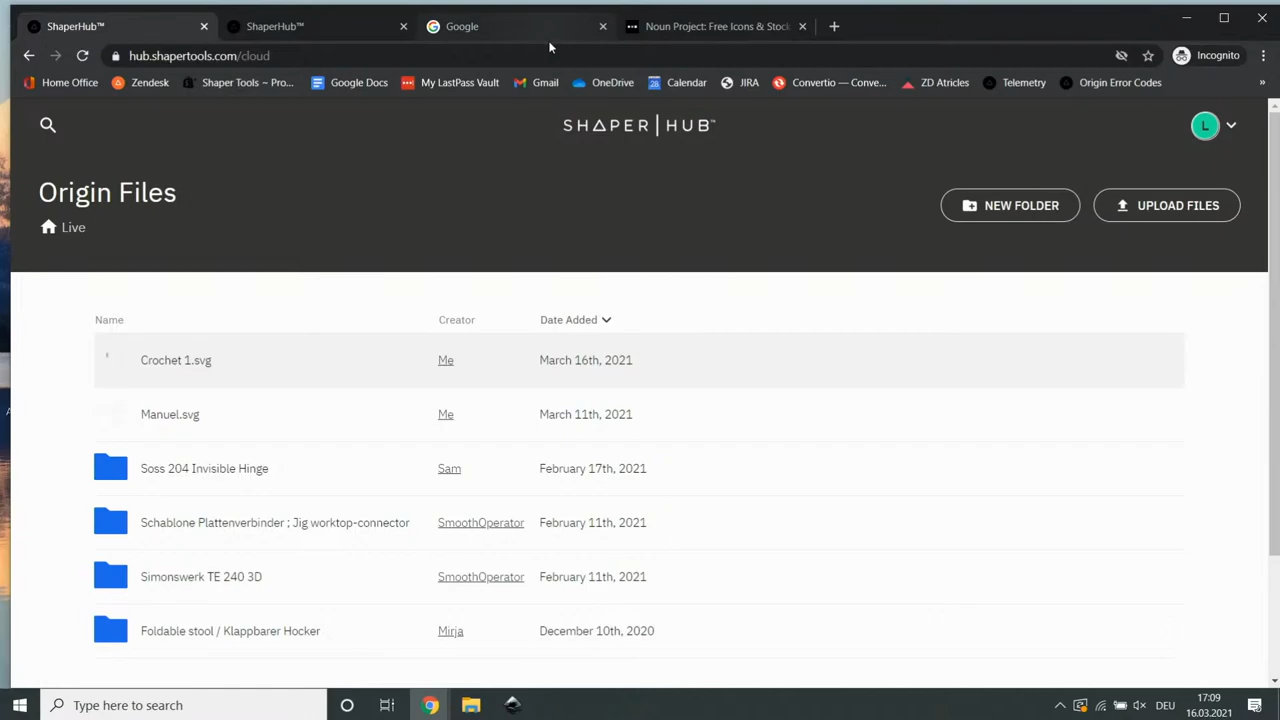 ShaperHub™
ShaperHub™
Google
Noun Project: Free Icons & Stock
hub.shapertools.com/cloud
Incognito
Home Office
Zendesk
Shaper Tools – Pro...
Google Docs
My LastPass Vault
Gmail
OneDrive
Calendar
JIRA
Convertio — Conve...
ZD Atricles
Telemetry
Origin Error Codes
»
SHAPER | HUB™
L
Origin Files
Live
NEW FOLDER
UPLOAD FILES
Name Creator Date Added
Crochet 1.svg Me March 16th, 2021
Manuel.svg Me March 11th, 2021
Soss 204 Invisible Hinge Sam February 17th, 2021
Schablone Plattenverbinder ; Jig worktop-connector SmoothOperator February 11th, 2021
Simonswerk TE 240 3D SmoothOperator February 11th, 2021
Foldable stool / Klappbarer Hocker Mirja December 10th, 2020
Type here to search
DEU
17:09
16.03.2021